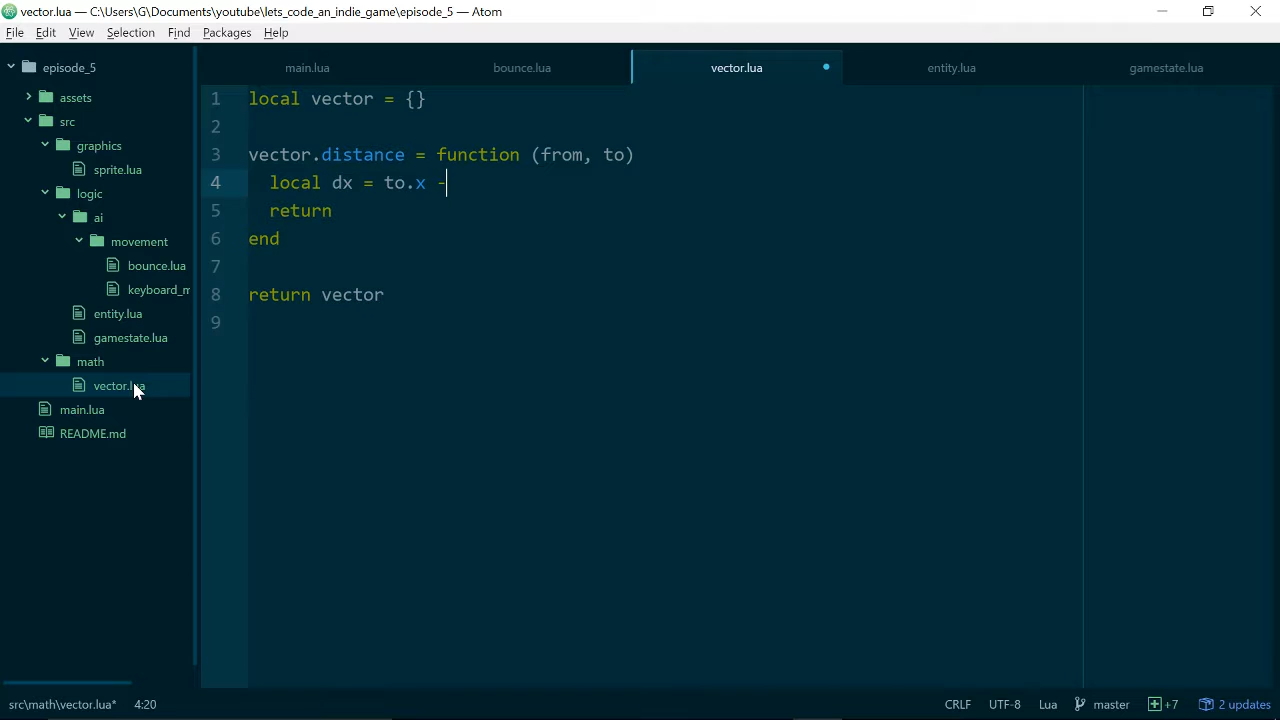 vector.lua — C:\Users\G\Documents\youtube\lets_code_an_indie_game\episode_5 — Atom
File Edit View Selection Find Packages Help
episode_5
assets
src
graphics
sprite.lua
logic
ai
movement
bounce.lua
keyboard_m
entity.lua
gamestate.lua
math
vector.lua
main.lua
README.md
main.lua bounce.lua vector.lua entity.lua gamestate.lua
1 local vector = {}
2
3 vector.distance = function (from, to)
4 local dx = to.x -
5 return
6 end
7
8 return vector
9
src\math\vector.lua* 4:20 CRLF UTF-8 Lua master +7 2 updates